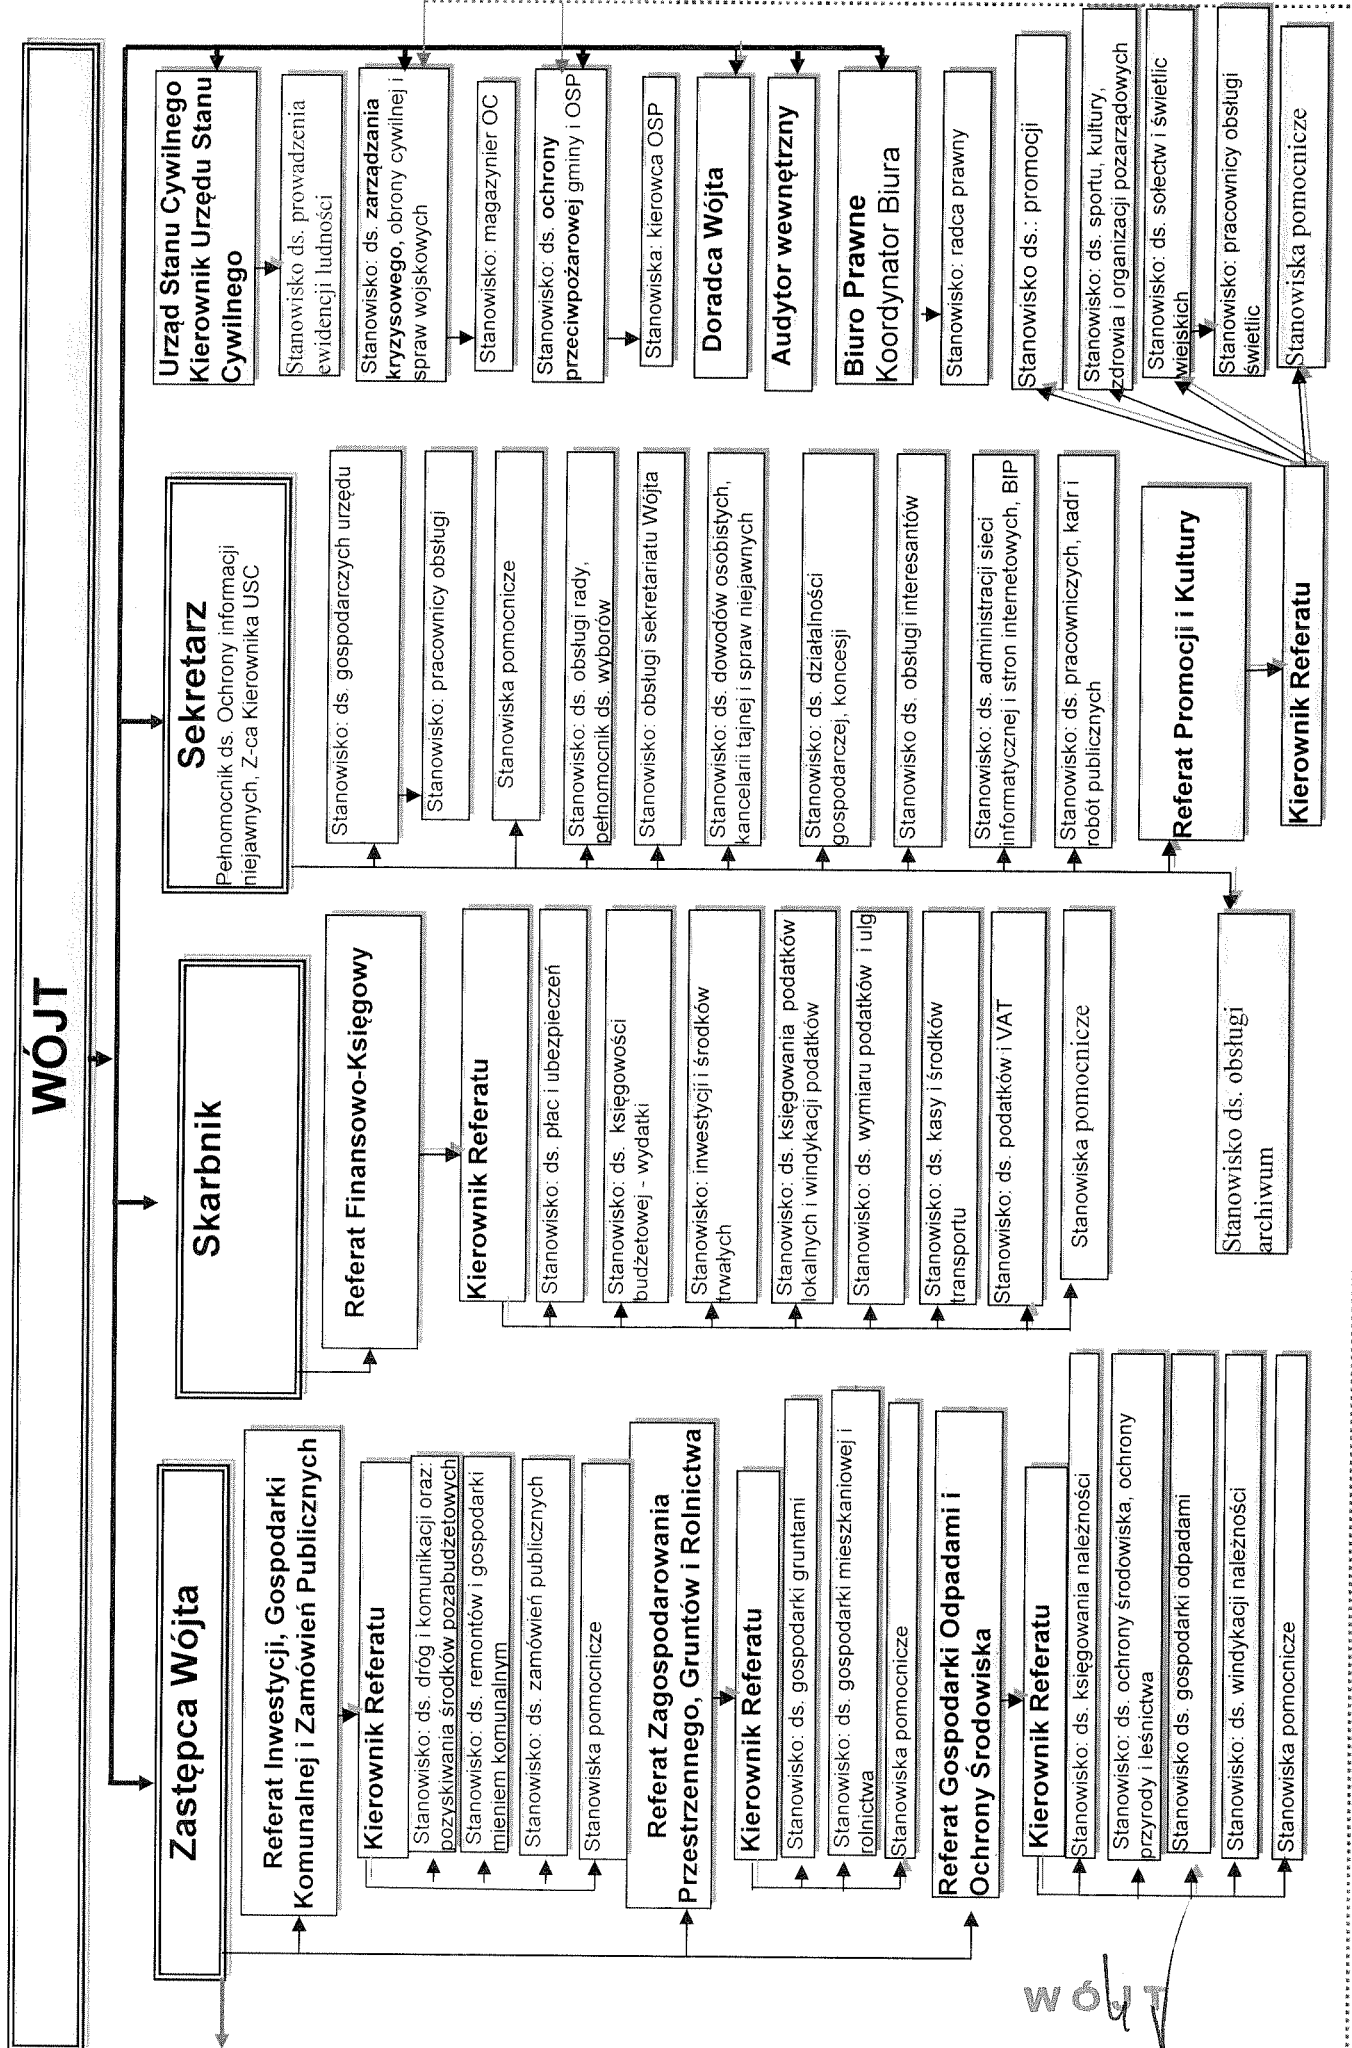 WÓJT
Zastępca Wójta
Referat Inwestycji, Gospodarki
Komunalnej i Zamówień Publicznych
Kierownik Referatu
Stanowisko: ds. dróg i komunikacji oraz:
pozyskiwania środków pozabudżetowych
Stanowisko: ds. remontów i gospodarki
mieniem komunalnym
Stanowisko: ds. zamówień publicznych
Stanowiska pomocnicze
Referat Zagospodarowania
Przestrzennego, Gruntów i Rolnictwa
Kierownik Referatu
Stanowisko: ds. gospodarki gruntami
Stanowisko: ds. gospodarki mieszkaniowej i
rolnictwa
Stanowiska pomocnicze
Referat Gospodarki Odpadami i
Ochrony Środowiska
Kierownik Referatu
Stanowisko: ds. księgowania należności
Stanowisko: ds. ochrony środowiska, ochrony
przyrody i leśnictwa
Stanowisko ds. gospodarki odpadami
Stanowisko: ds. windykacji należności
Stanowiska pomocnicze
Skarbnik
Referat Finansowo-Księgowy
Kierownik Referatu
Stanowisko: ds. płac i ubezpieczeń
Stanowisko: ds. księgowości
budżetowej - wydatki
Stanowisko: inwestycji i środków
trwałych
Stanowisko: ds. księgowania podatków
lokalnych i windykacji podatków
Stanowisko: ds. wymiaru podatków i ulg
Stanowisko: ds. kasy i środków
transportu
Stanowisko: ds. podatków i VAT
Stanowiska pomocnicze
Sekretarz
Pełnomocnik ds. Ochrony informacji
niejawnych, Z-ca Kierownika USC
Stanowisko: ds. gospodarczych urzędu
Stanowisko: pracownicy obsługi
Stanowiska pomocnicze
Stanowisko: ds. obsługi rady,
pełnomocnik ds. wyborów
Stanowisko: obsługi sekretariatu Wójta
Stanowisko: ds. dowodów osobistych,
kancelarii tajnej i spraw niejawnych
Stanowisko: ds. działalności
gospodarczej, koncesji
Stanowisko ds. obsługi interesantów
Stanowisko: ds. administracji sieci
informatycznej i stron internetowych, BIP
Stanowisko: ds. pracowniczych, kadr i
robót publicznych
Referat Promocji i Kultury
Kierownik Referatu
Stanowisko ds. obsługi
archiwum
Urząd Stanu Cywilnego
Kierownik Urzędu Stanu
Cywilnego
Stanowisko ds. prowadzenia
ewidencji ludności
Stanowisko: ds. zarządzania
kryzysowego, obrony cywilnej i
spraw wojskowych
Stanowisko: magazynier OC
Stanowisko: ds. ochrony
przeciwpożarowej gminy i OSP
Stanowiska: kierowca OSP
Doradca Wójta
Audytor wewnętrzny
Biuro Prawne
Koordynator Biura
Stanowisko: radca prawny
Stanowisko ds.: promocji
Stanowisko: ds. sportu, kultury,
zdrowia i organizacji pozarządowych
Stanowisko: ds. sołectw i świetlic
wiejskich
Stanowisko: pracownicy obsługi
świetlic
Stanowiska pomocnicze
WÓJT